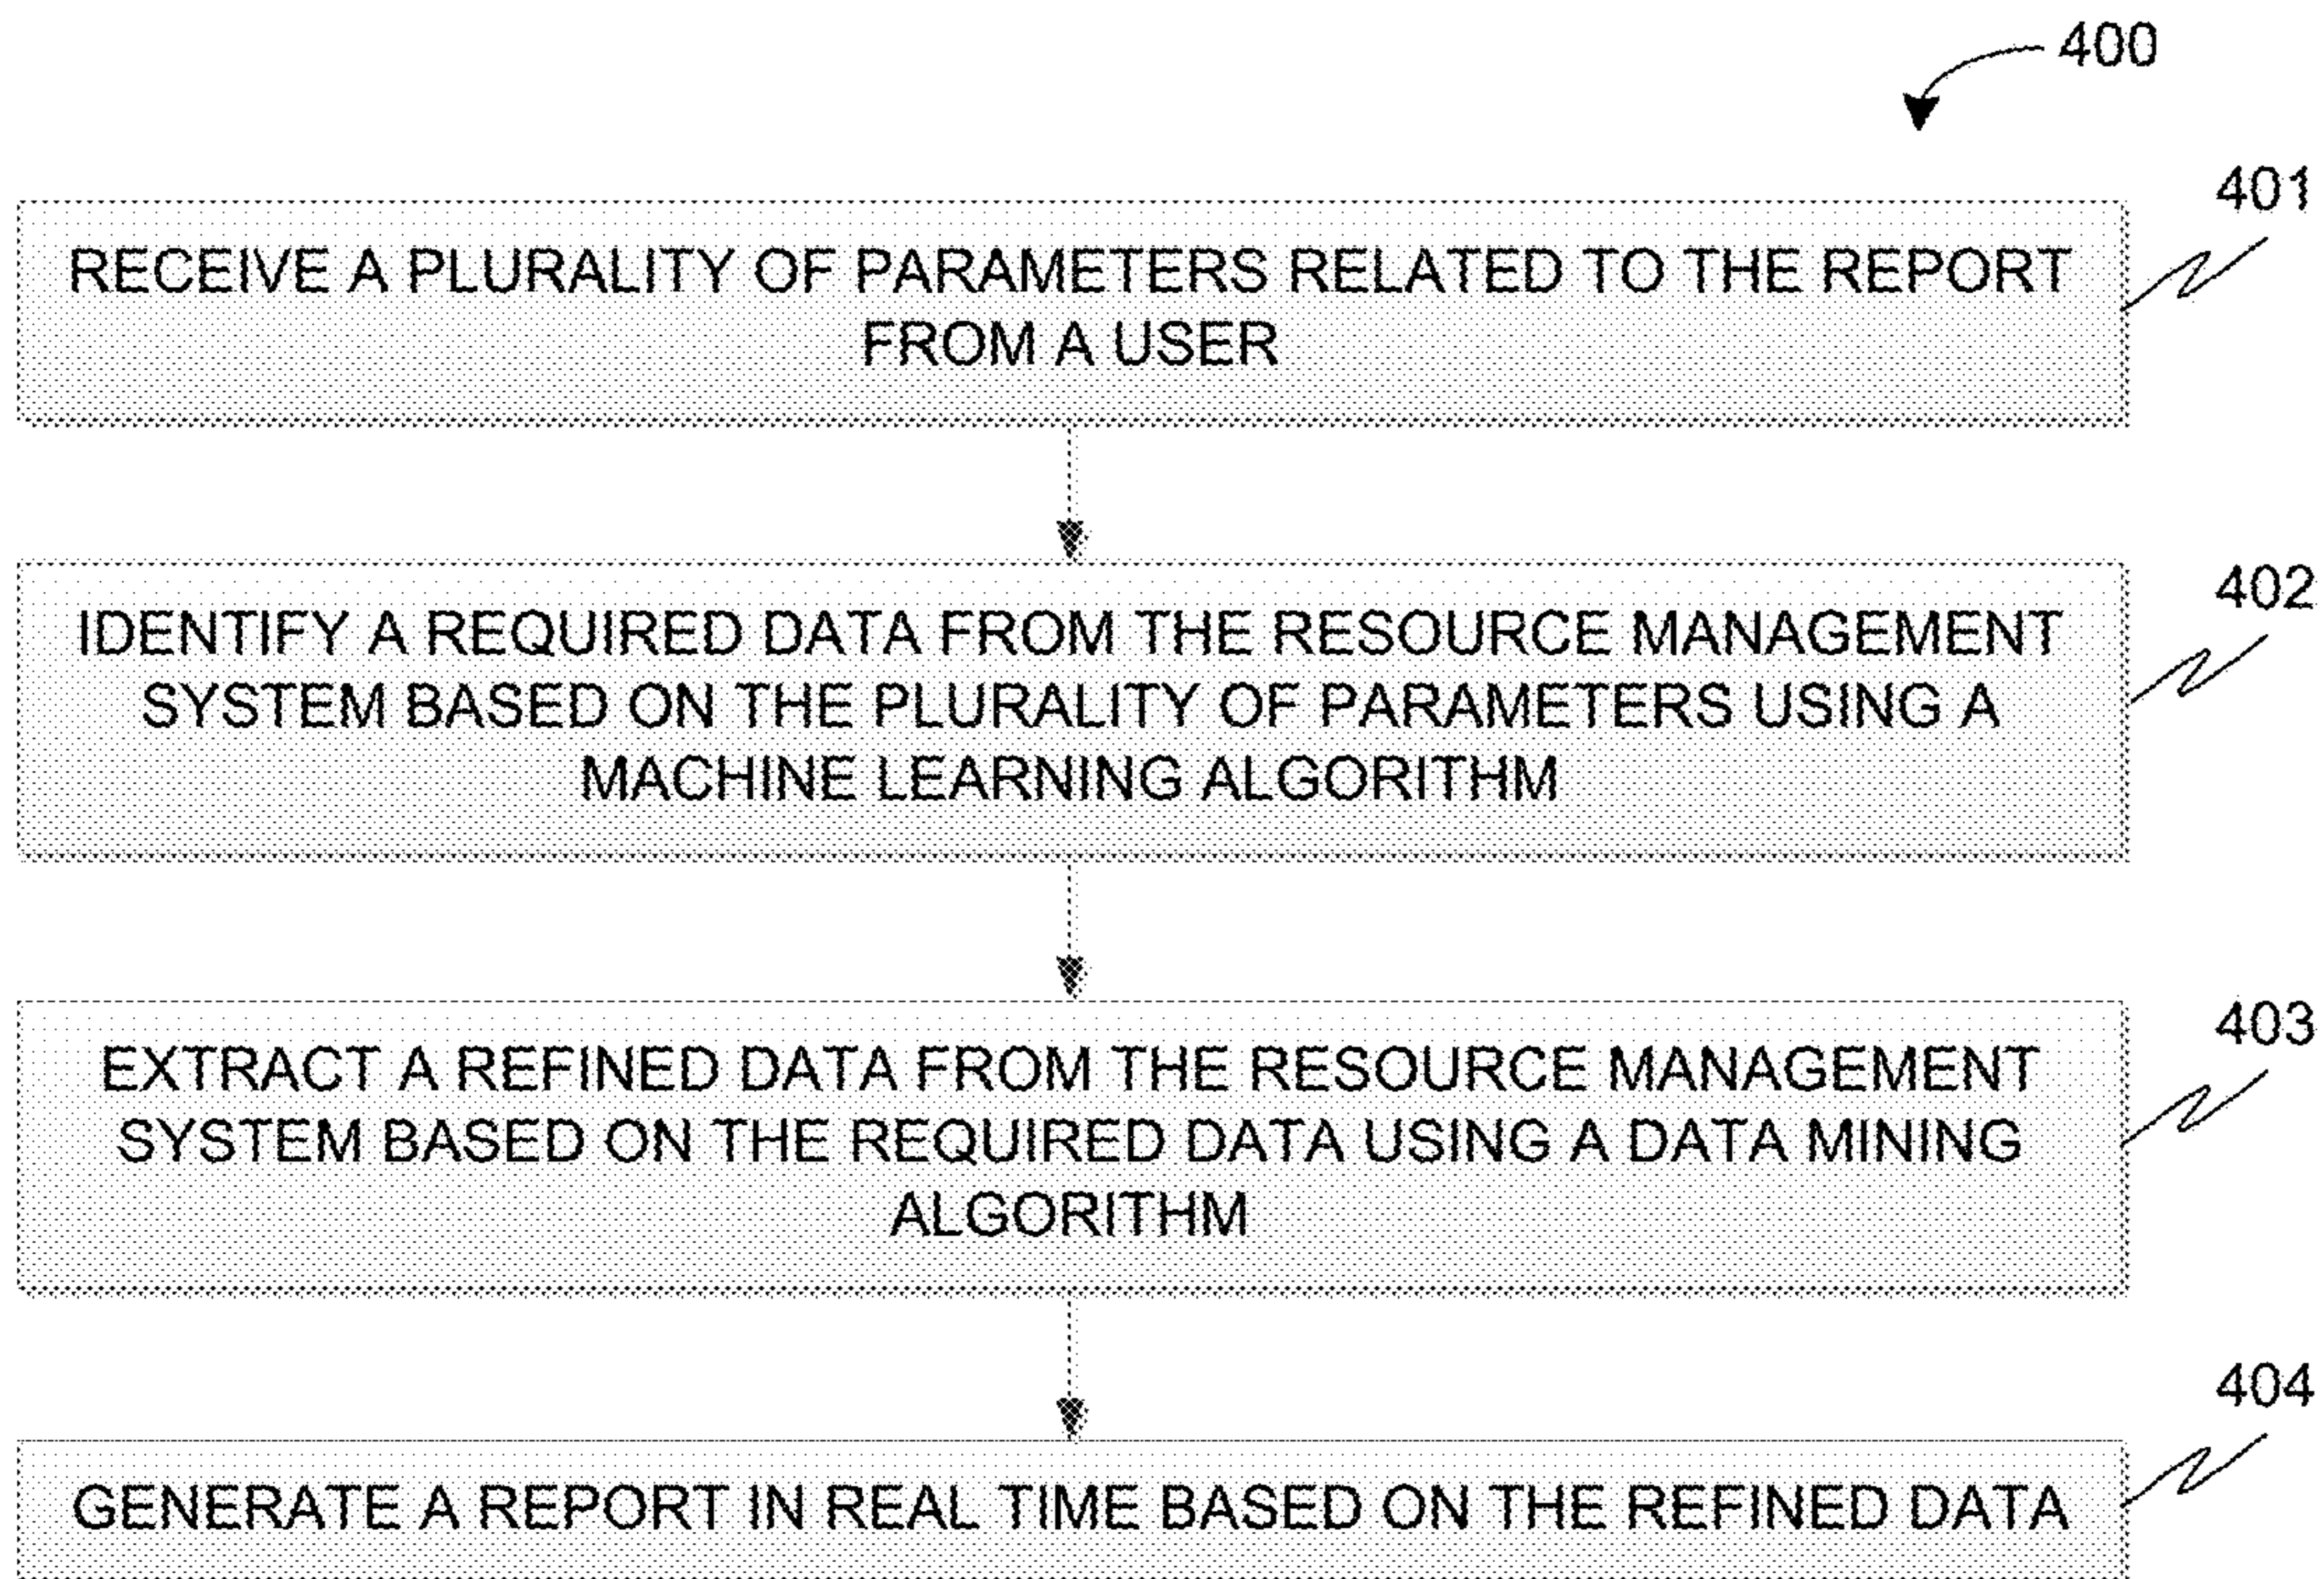 400
401
RECEIVE A PLURALITY OF PARAMETERS RELATED TO THE REPORT
FROM A USER
402
IDENTIFY A REQUIRED DATA FROM THE RESOURCE MANAGEMENT
SYSTEM BASED ON THE PLURALITY OF PARAMETERS USING A
MACHINE LEARNING ALGORITHM
403
EXTRACT A REFINED DATA FROM THE RESOURCE MANAGEMENT
SYSTEM BASED ON THE REQUIRED DATA USING A DATA MINING
ALGORITHM
404
GENERATE A REPORT IN REAL TIME BASED ON THE REFINED DATA